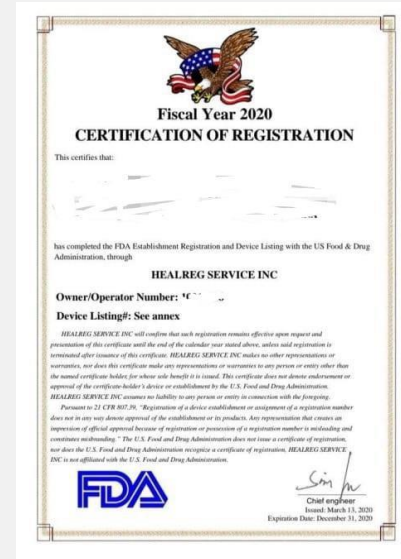 Fiscal Year 2020
CERTIFICATION OF REGISTRATION
This certifies that:
has completed the FDA Establishment Registration and Device Listing with the US Food & Drug
Administration, through
HEALREG SERVICE INC
Owner/Operator Number:
Device Listing#: See annex
HEALREG SERVICE INC will confirm that such registration remains effective upon request and
presentation of this certificate until the end of the calendar year stated above, unless said registration is
terminated after issuance of this certificate. HEALREG SERVICE INC makes no other representations or
warranties, nor does this certificate make any representations or warranties to any person or entity other than
the named certificate holder, for whose sole benefit it is issued. This certificate does not denote endorsement or
approval of the certificate-holder's device or establishment by the U.S. Food and Drug Administration.
HEALREG SERVICE INC assumes no liability to any person or entity in connection with the foregoing.
Pursuant to 21 CFR 807.39, "Registration of a device establishment or assignment of a registration number
does not in any way denote approval of the establishment or its products. Any representation that creates an
impression of official approval because of registration or possession of a registration number is misleading and
constitutes misbranding." The U.S. Food and Drug Administration does not issue a certificate of registration,
nor does the U.S. Food and Drug Administration recognize a certificate of registration. HEALREG SERVICE
INC is not affiliated with the U.S. Food and Drug Administration.
FDA
Chief engineer
Issued: March 13, 2020
Expiration Date: December 31, 2020